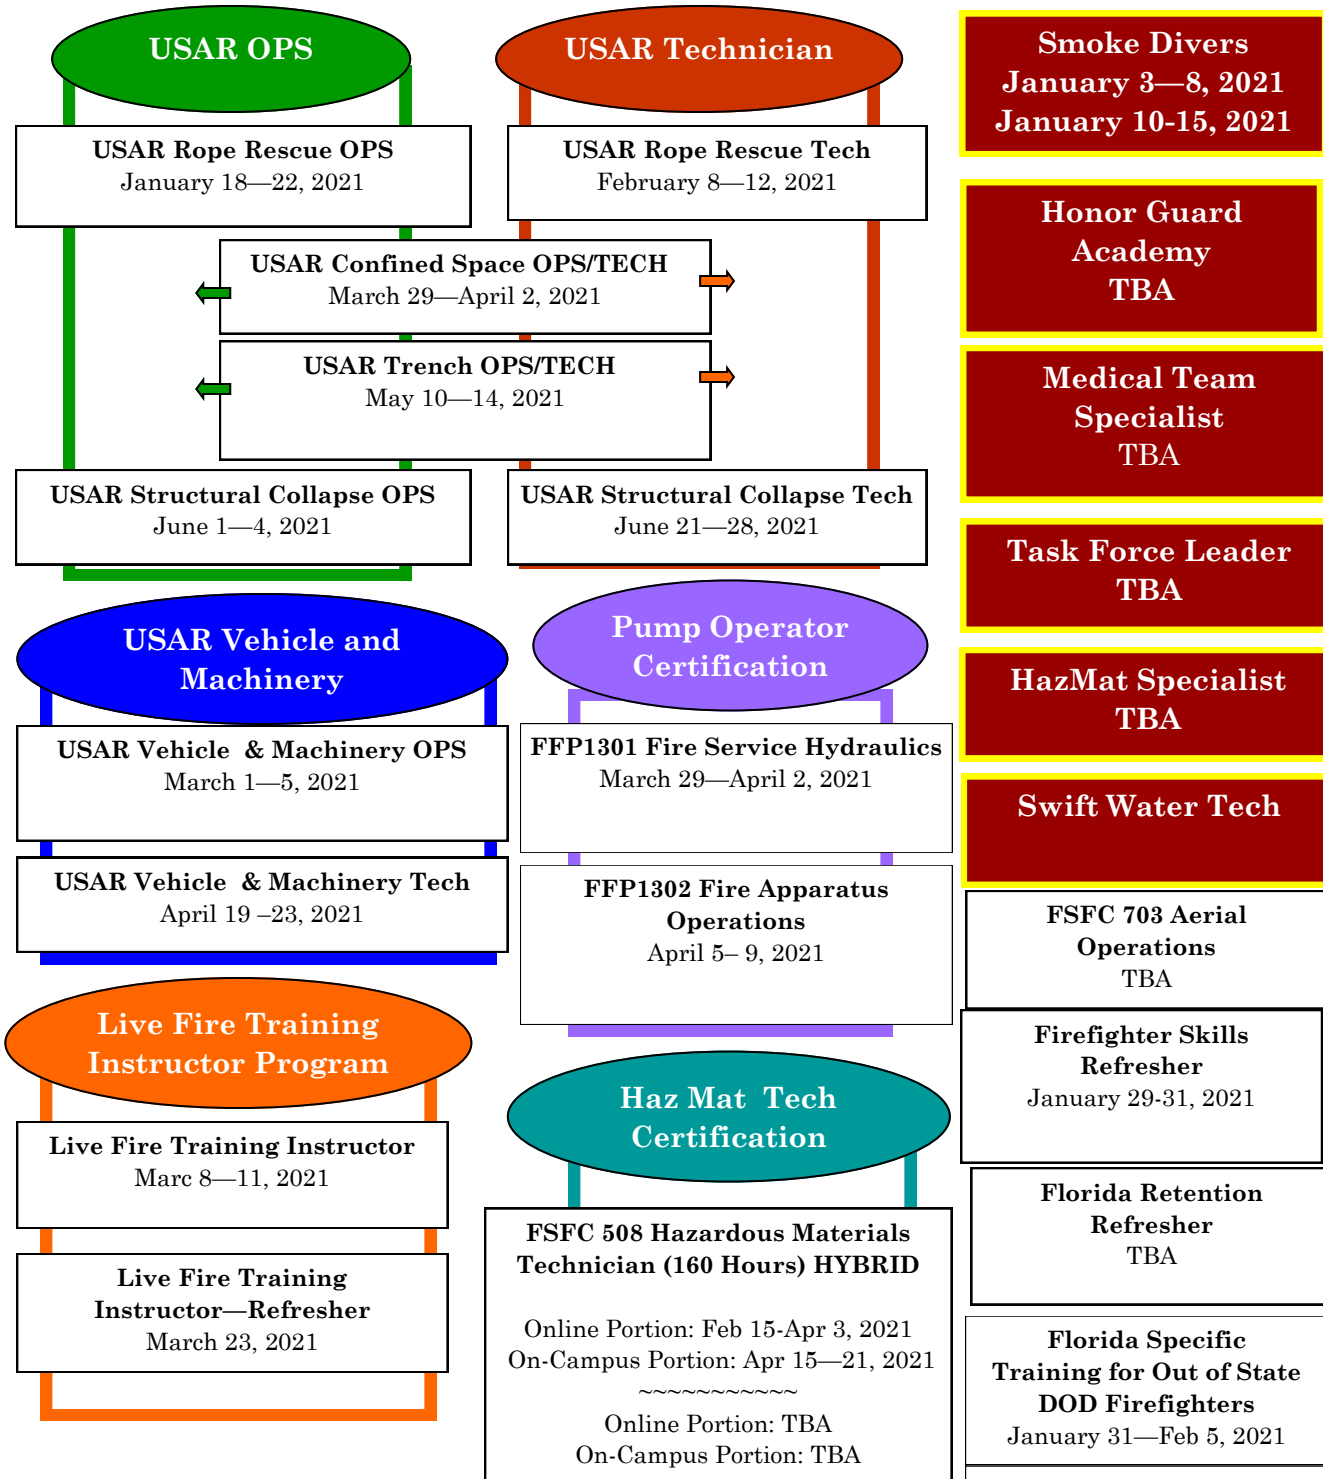 USAR OPS
USAR Rope Rescue OPS
January 18—22, 2021
USAR Technician
USAR Rope Rescue Tech
February 8—12, 2021
USAR Confined Space OPS/TECH
March 29—April 2, 2021
USAR Trench OPS/TECH
May 10—14, 2021
USAR Structural Collapse OPS
June 1—4, 2021
USAR Structural Collapse Tech
June 21—28, 2021
USAR Vehicle and
Machinery
USAR Vehicle & Machinery OPS
March 1—5, 2021
USAR Vehicle & Machinery Tech
April 19 –23, 2021
Live Fire Training
Instructor Program
Live Fire Training Instructor
Marc 8—11, 2021
Live Fire Training
Instructor—Refresher
March 23, 2021
Pump Operator
Certification
FFP1301 Fire Service Hydraulics
March 29—April 2, 2021
FFP1302 Fire Apparatus
Operations
April 5– 9, 2021
Haz Mat Tech
Certification
FSFC 508 Hazardous Materials
Technician (160 Hours) HYBRID
Online Portion: Feb 15-Apr 3, 2021
On-Campus Portion: Apr 15—21, 2021
~~~~~~~~~~~
Online Portion: TBA
On-Campus Portion: TBA
Smoke Divers
January 3—8, 2021
January 10-15, 2021
Honor Guard
Academy
TBA
Medical Team
Specialist
TBA
Task Force Leader
TBA
HazMat Specialist
TBA
Swift Water Tech
FSFC 703 Aerial
Operations
TBA
Firefighter Skills
Refresher
January 29-31, 2021
Florida Retention
Refresher
TBA
Florida Specific
Training for Out of State
DOD Firefighters
January 31—Feb 5, 2021